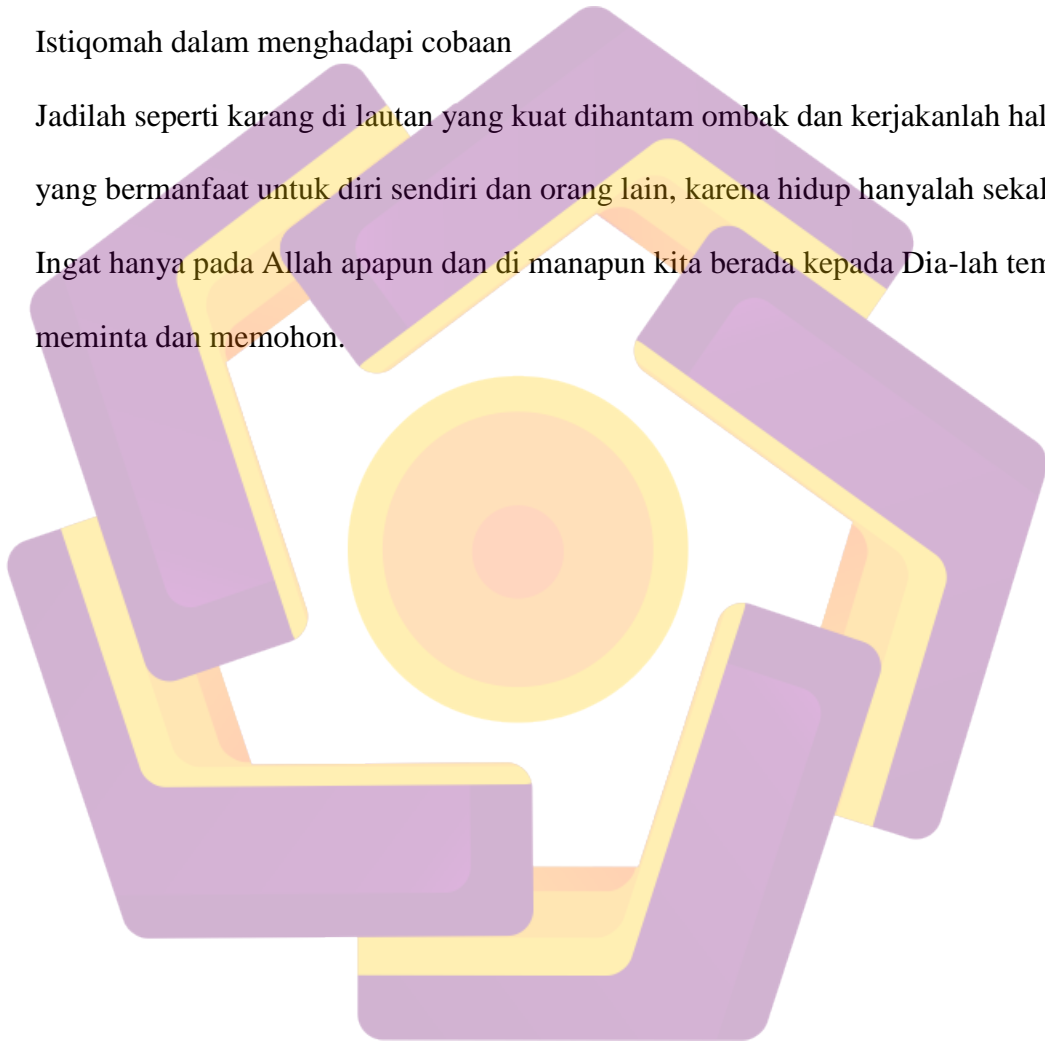 Istiqomah dalam menghadapi cobaan
Jadilah seperti karang di lautan yang kuat dihantam ombak dan kerjakanlah hal
yang bermanfaat untuk diri sendiri dan orang lain, karena hidup hanyalah
Ingat hanya pada Allah apapun dan di manapun kita berada kepada Dia-lah
meminta dan memohon.